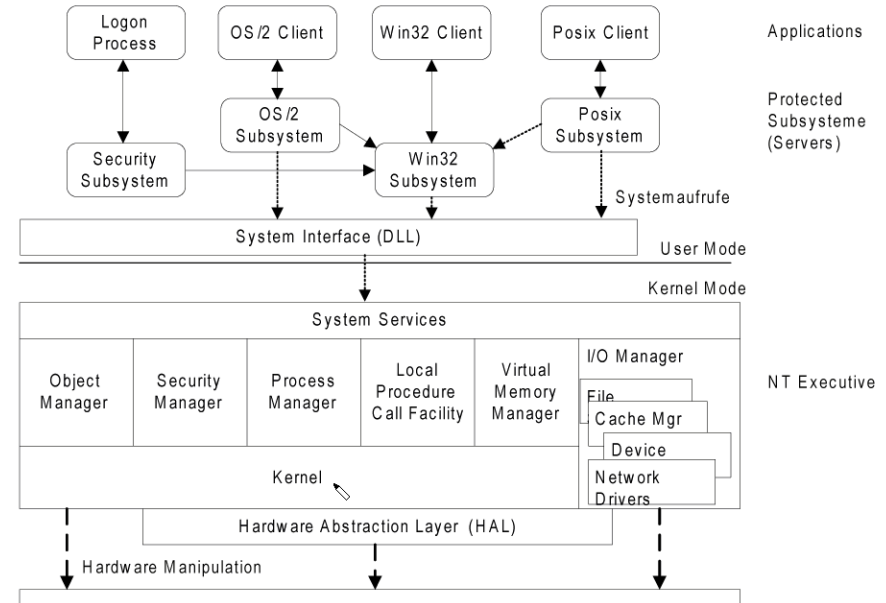 Logon
Process
OS/2 Client
Win32 Client
Posix Client
Applications
OS/2
Subsystem
Posix
Subsystem
Protected
Subsysteme
(Servers)
Security
Subsystem
Win32
Subsystem
Systemaufrufe
System Interface (DLL)
User Mode
Kernel Mode
System Services
Object
Manager
Security
Manager
Process
Manager
Local
Procedure
Call Facility
Virtual
Memory
Manager
I/O Manager
File
Cache Mgr
Device
Network
Drivers
NT Executive
Kernel
Hardware Abstraction Layer (HAL)
Hardware Manipulation